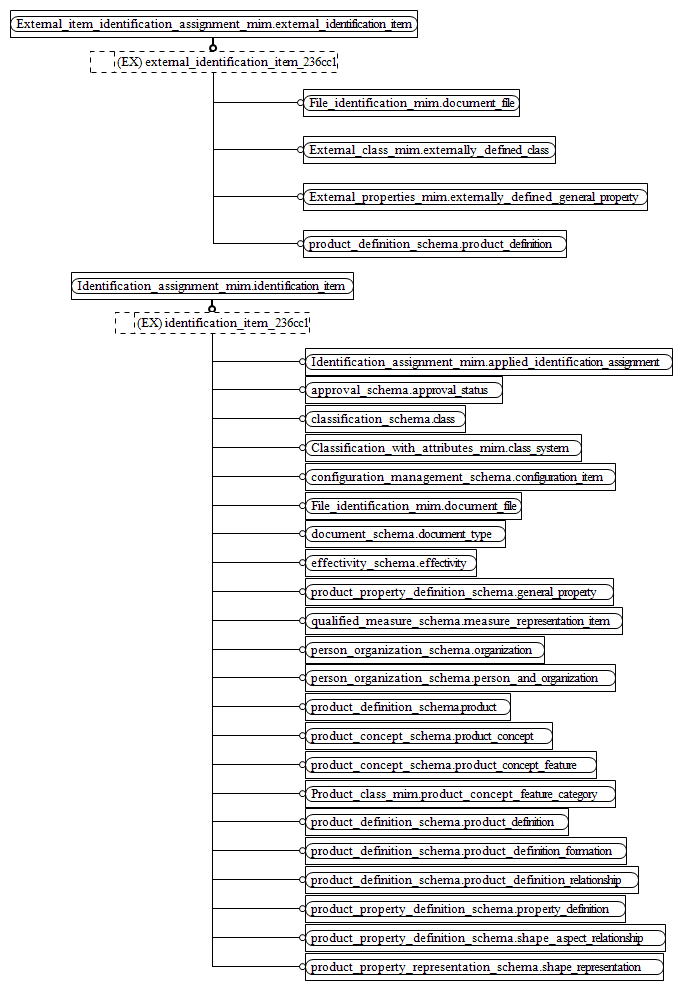 External_item_identification_assignment_mim.external_identification_item
(EX) external_identification_item_236cc1
File_identification_mim.document_file
External_class_mim.externally_defined_class
External_properties_mim.externally_defined_general_property
product_definition_schema.product_definition
Identification_assignment_mim.identification_item
(EX) identification_item_236cc1
Identification_assignment_mim.applied_identification_assignment
approval_schema.approval_status
classification_schema.class
Classification_with_attributes_mim.class_system
configuration_management_schema.configuration_item
File_identification_mim.document_file
document_schema.document_type
effectivity_schema.effectivity
product_property_definition_schema.general_property
qualified_measure_schema.measure_representation_item
person_organization_schema.organization
person_organization_schema.person_and_organization
product_definition_schema.product
product_concept_schema.product_concept
product_concept_schema.product_concept_feature
Product_class_mim.product_concept_feature_category
product_definition_schema.product_definition
product_definition_schema.product_definition_formation
product_definition_schema.product_definition_relationship
product_property_definition_schema.property_definition
product_property_definition_schema.shape_aspect_relationship
product_property_representation_schema.shape_representation